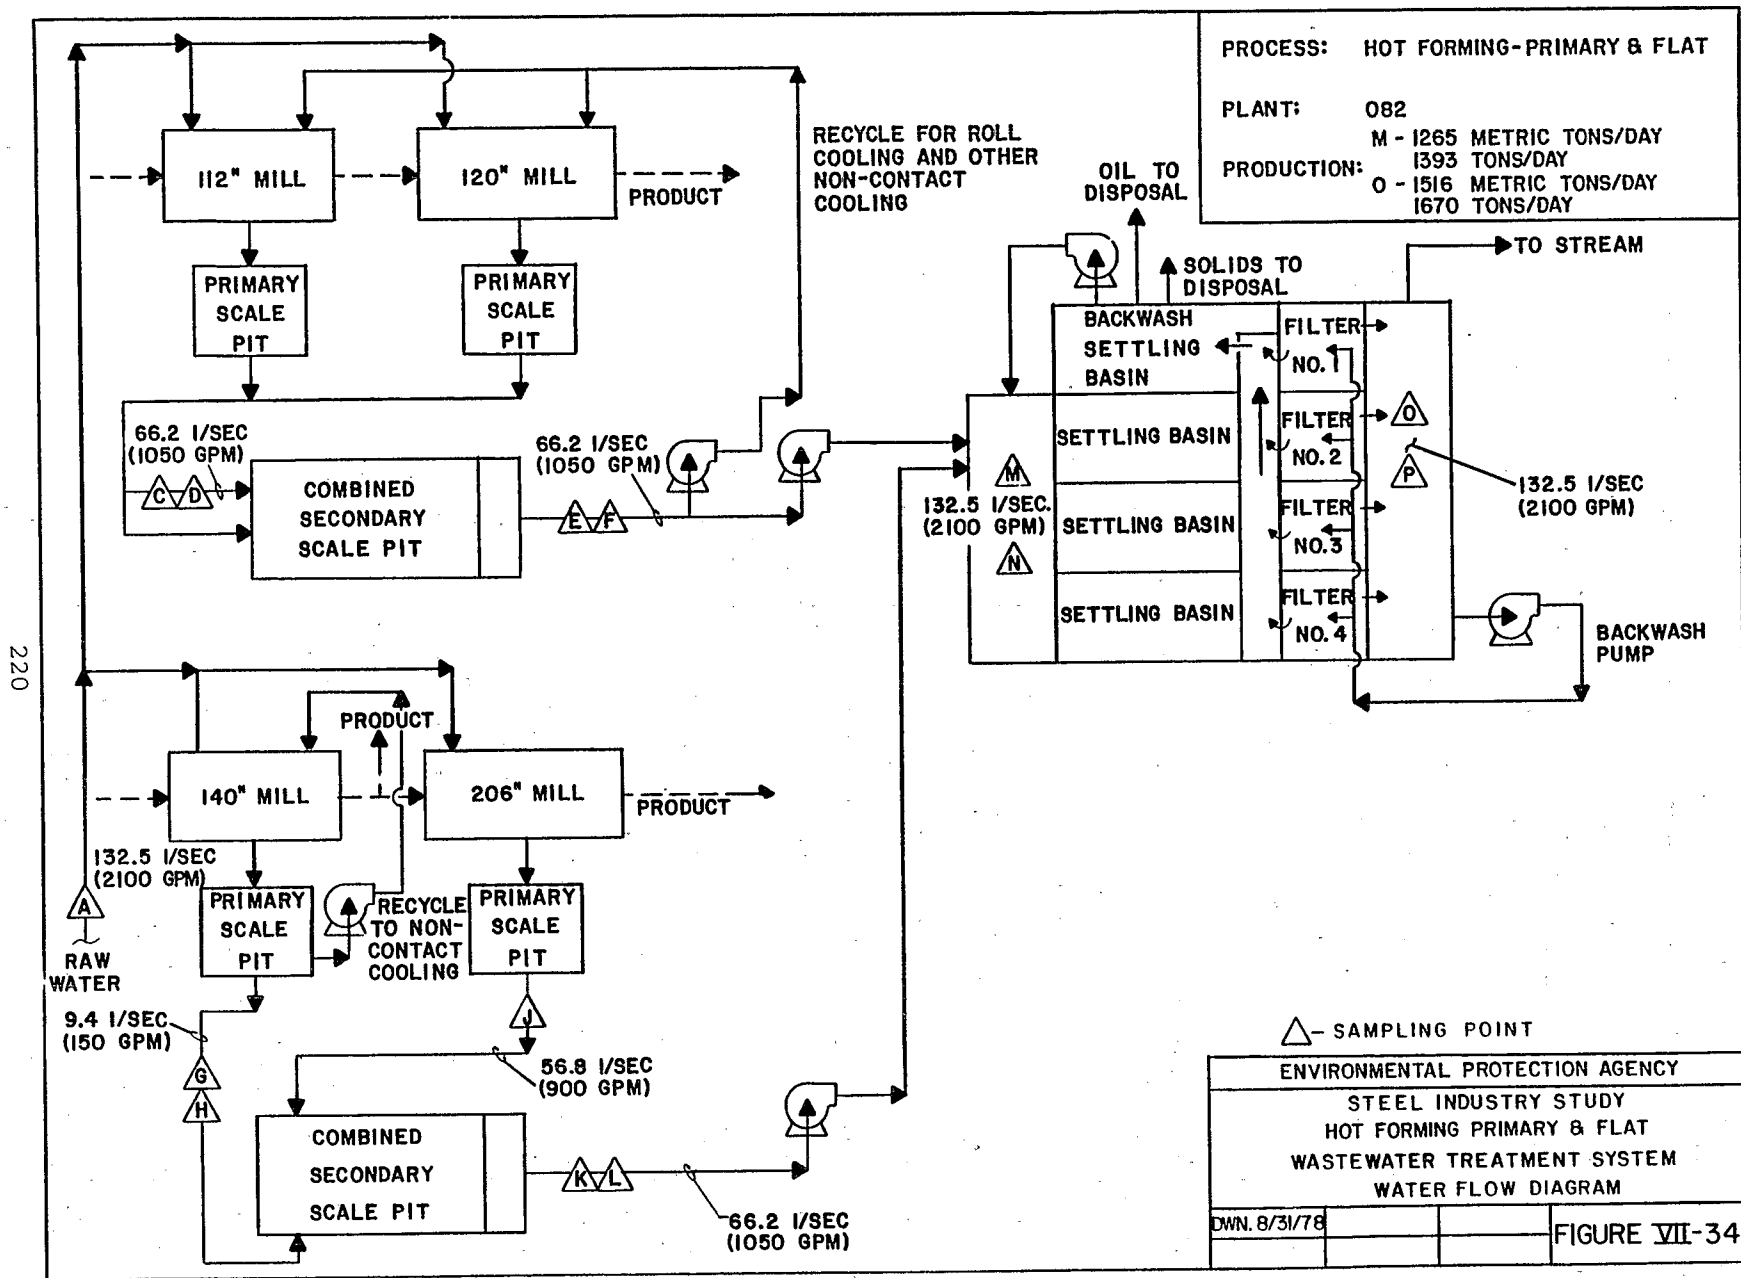 PROCESS: HOT FORMING-PRIMARY & FLAT
PLANT: 082
M - 1265 METRIC TONS/DAY
1393 TONS/DAY
PRODUCTION:
O - 1516 METRIC TONS/DAY
1670 TONS/DAY
112" MILL
120" MILL
PRODUCT
RECYCLE FOR ROLL
COOLING AND OTHER
NON-CONTACT
COOLING
PRIMARY
SCALE
PIT
PRIMARY
SCALE
PIT
66.2 l/SEC
(1050 GPM)
C D
COMBINED
SECONDARY
SCALE PIT
66.2 l/SEC
(1050 GPM)
E F
OIL TO
DISPOSAL
SOLIDS TO
DISPOSAL
TO STREAM
BACKWASH
SETTLING
BASIN
SETTLING BASIN
SETTLING BASIN
SETTLING BASIN
FILTER
NO. 1
FILTER
NO. 2
FILTER
NO. 3
FILTER
NO. 4
M
132.5 l/SEC.
(2100 GPM)
N
O
P
132.5 l/SEC
(2100 GPM)
BACKWASH
PUMP
220
140" MILL
PRODUCT
206" MILL
PRODUCT
132.5 l/SEC
(2100 GPM)
A
RAW
WATER
PRIMARY
SCALE
PIT
RECYCLE
TO NON-
CONTACT
COOLING
PRIMARY
SCALE
PIT
9.4 l/SEC
(150 GPM)
G
H
J
56.8 l/SEC
(900 GPM)
COMBINED
SECONDARY
SCALE PIT
K L
66.2 l/SEC
(1050 GPM)
- SAMPLING POINT
ENVIRONMENTAL PROTECTION AGENCY
STEEL INDUSTRY STUDY
HOT FORMING PRIMARY & FLAT
WASTEWATER TREATMENT SYSTEM
WATER FLOW DIAGRAM
DWN. 8/31/78
FIGURE VII-34